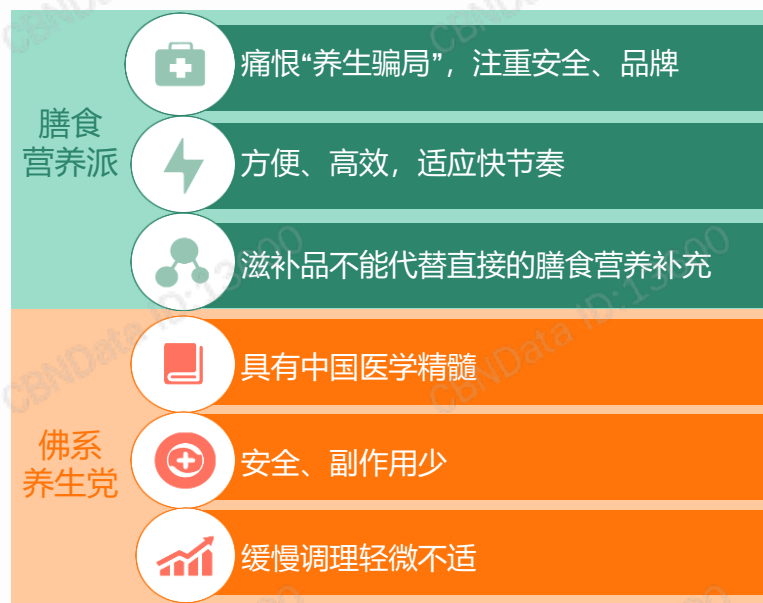 CBNData ID:13800
膳食
营养派
痛恨“养生骗局”，注重安全、品牌
方便、高效，适应快节奏
滋补品不能代替直接的膳食营养补充
佛系
养生党
具有中国医学精髓
安全、副作用少
缓慢调理轻微不适